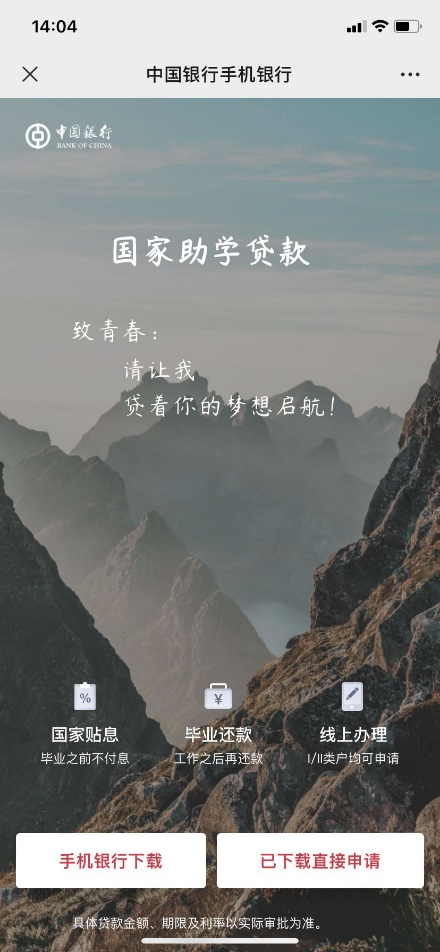 14:04
中国银行手机银行
中国银行
BANK OF CHINA
国家助学贷款
致青春：
请让我
贷着你的梦想启航！
%
¥
国家贴息
毕业还款
线上办理
毕业之前不付息
工作之后再还款
I/II类户均可申请
手机银行下载
已下载直接申请
具体贷款金额、期限及利率以实际审批为准。